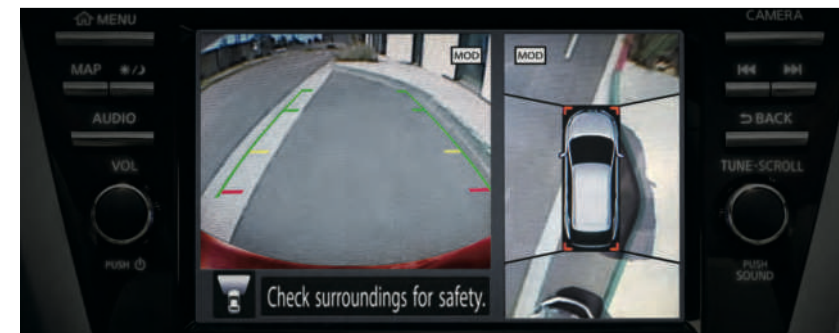 MENU
CAMERA
MAP
AUDIO
BACK
VOL
TUNE·SCROLL
PUSH
PUSH
SOUND
MOD
MOD
Check surroundings for safety.